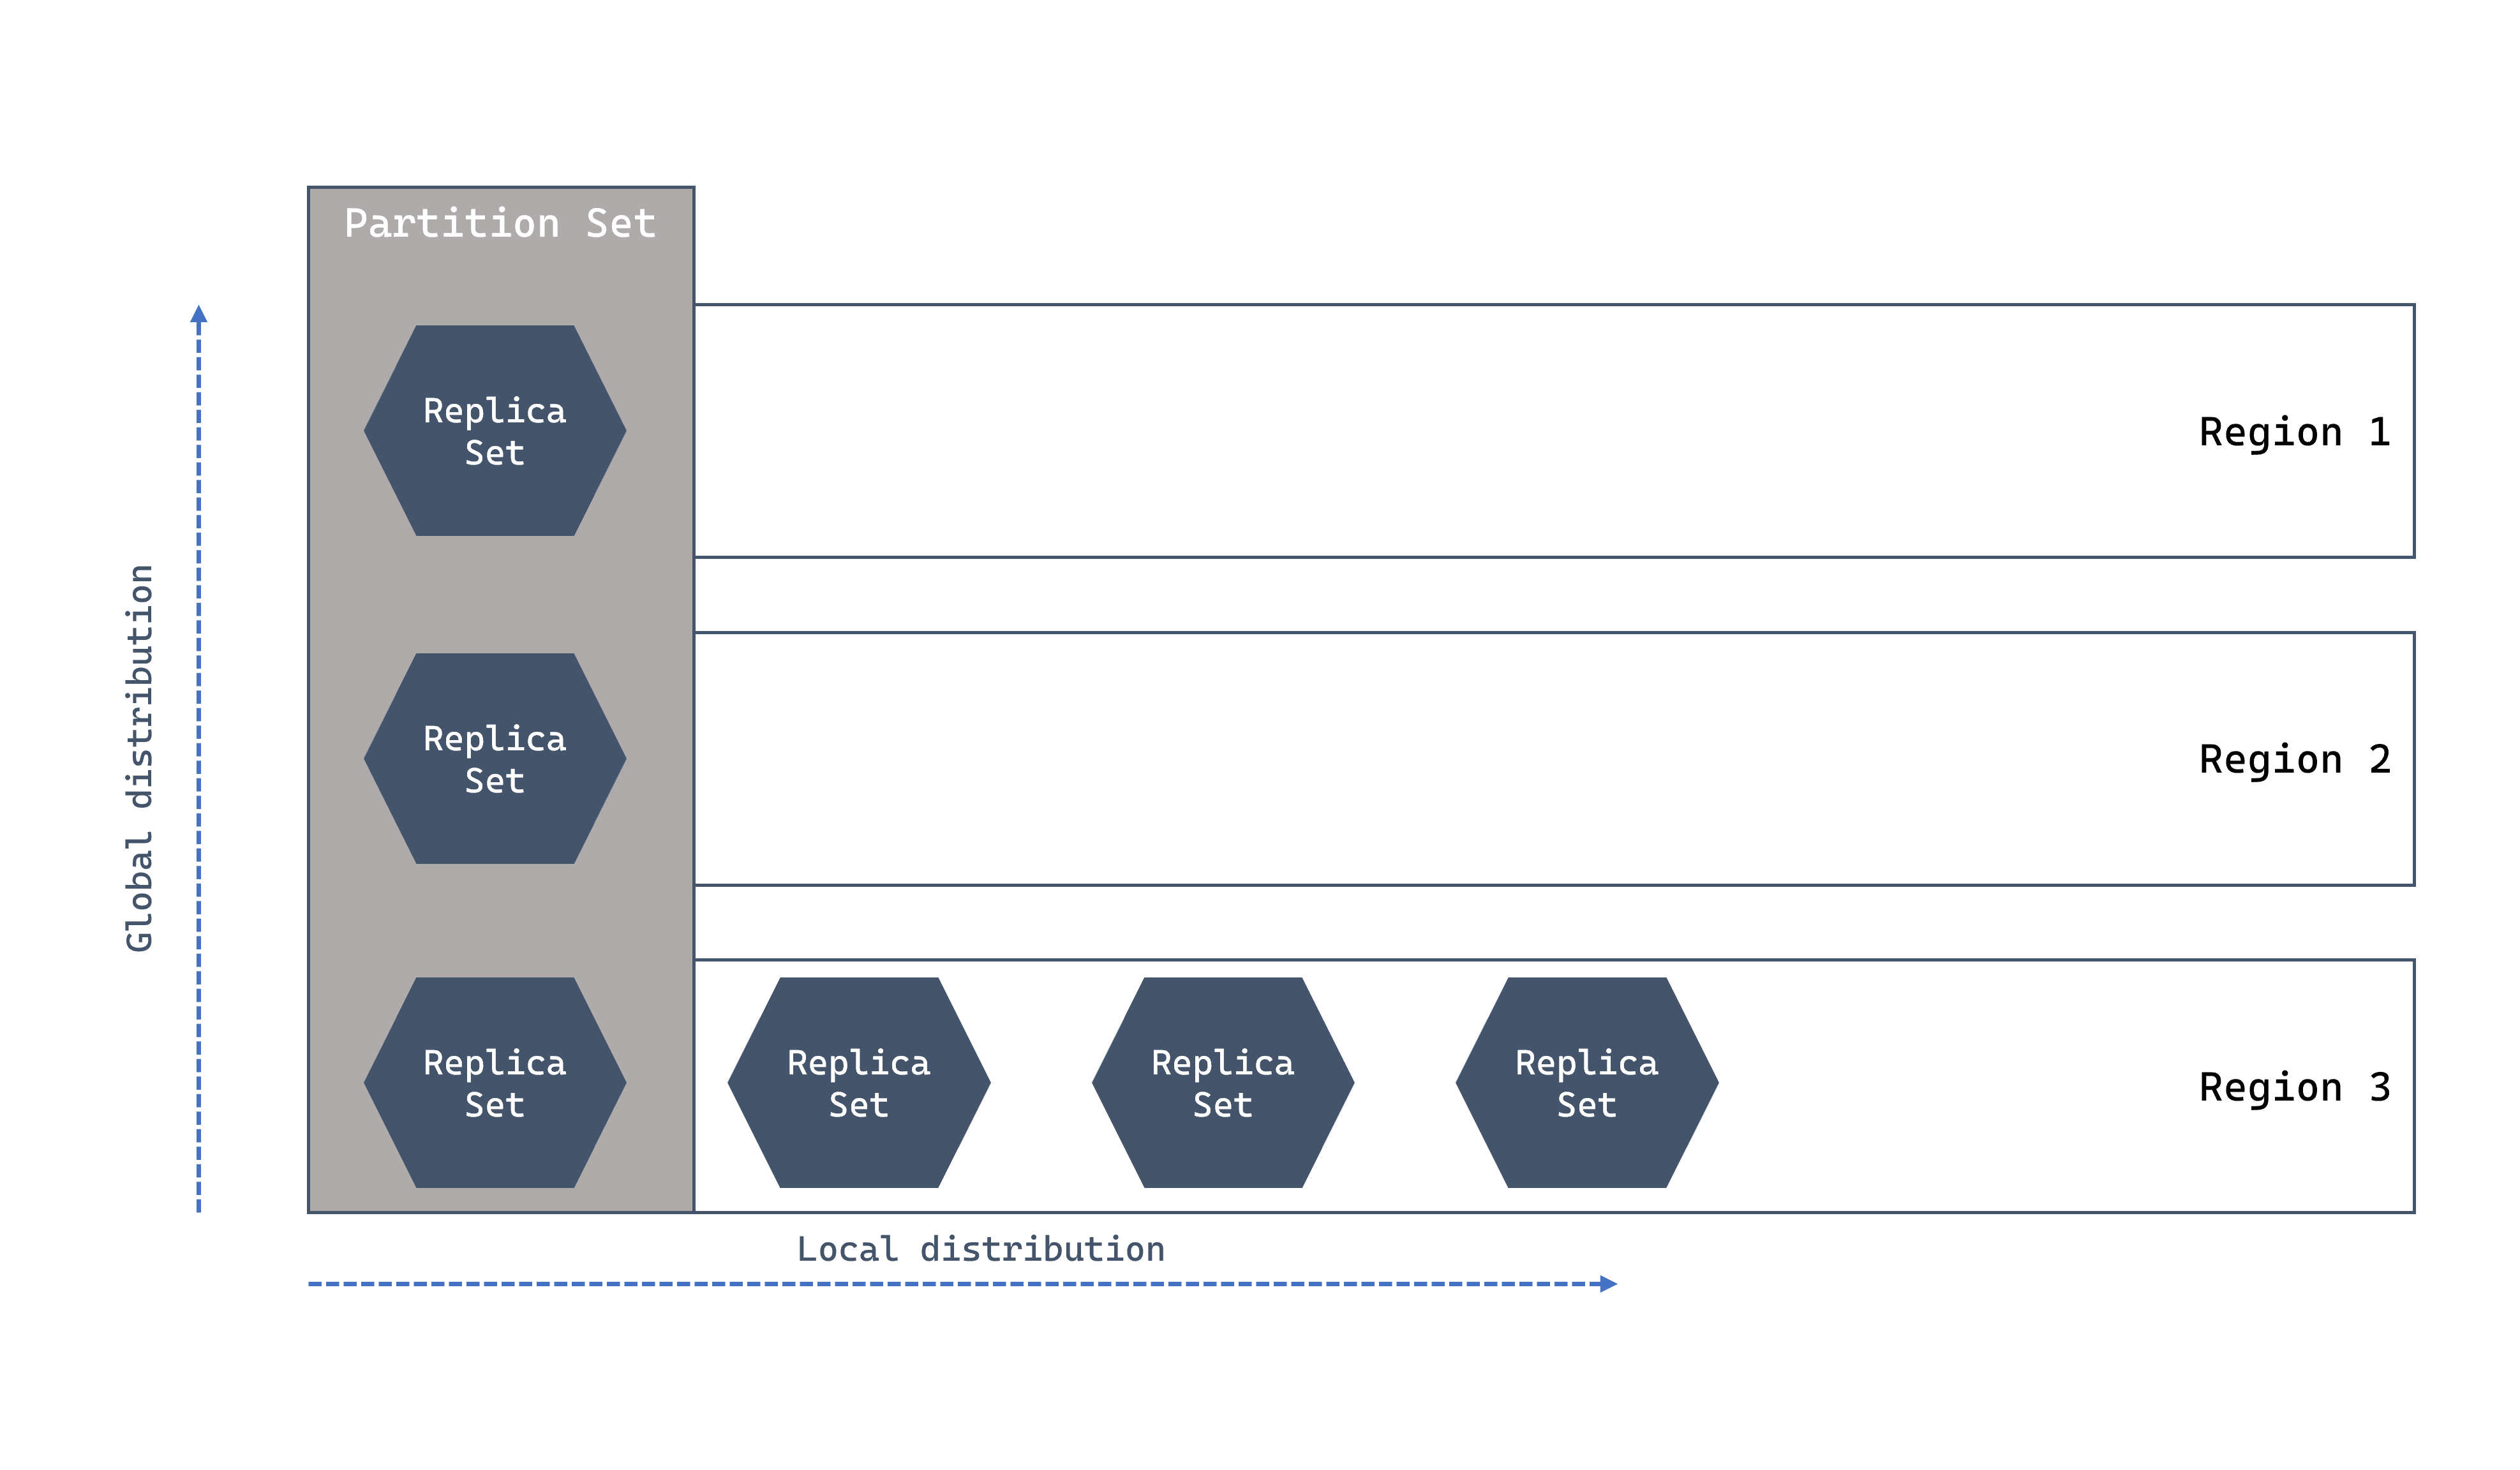 Partition Set
Replica
Set
Region 1
Global distribution
Replica
Set
Region 2
Replica
Set
Replica
Set
Replica
Set
Replica
Set
Region 3
Local distribution